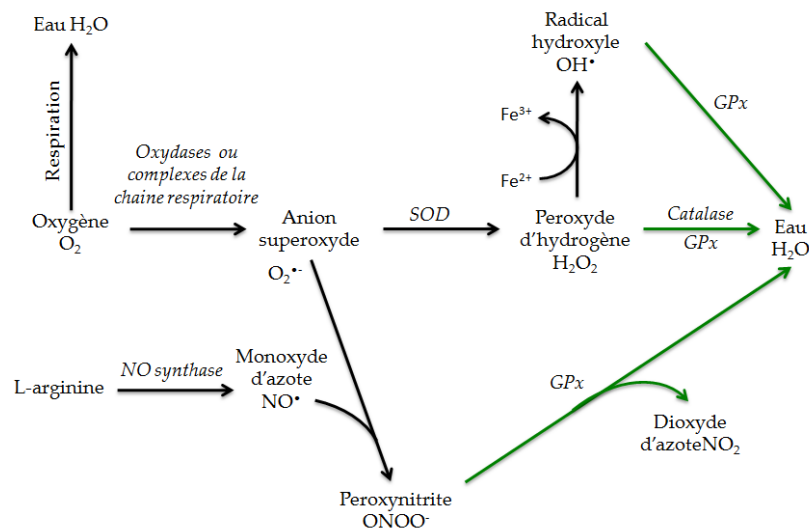 Eau H₂O
Respiration
Oxygène
O₂
Oxydases ou
complexes de la
chaine respiratoire
Anion
superoxyde
O₂•-
SOD
Radical
hydroxyle
OH•
Fe³⁺
Fe²⁺
Peroxyde
d'hydrogène
H₂O₂
GPx
Catalase
GPx
Eau
H₂O
L-arginine
NO synthase
Monoxyde
d'azote
NO•
GPx
Dioxyde
d'azoteNO₂
Peroxynitrite
ONOO⁻